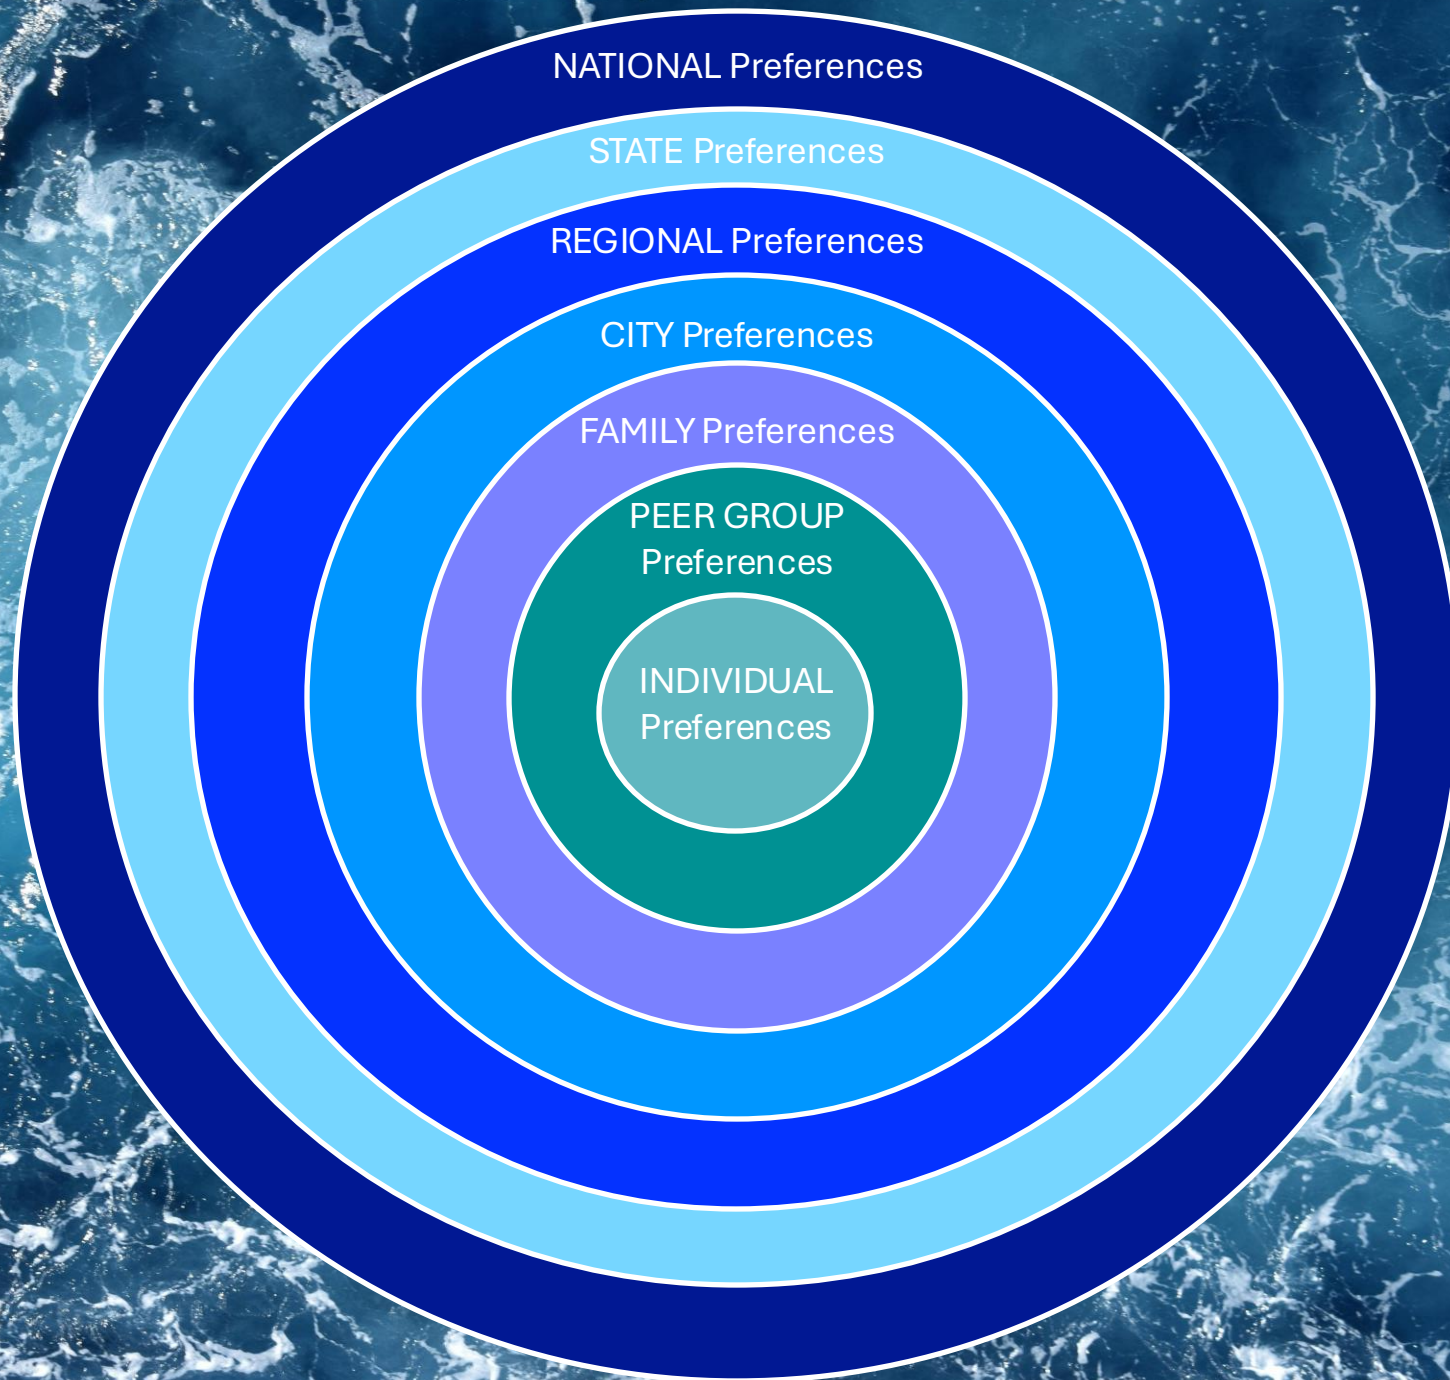 NATIONAL Preferences
STATE Preferences
REGIONAL Preferences
CITY Preferences
FAMILY Preferences
PEER GROUP
Preferences
INDIVIDUAL
Preferences